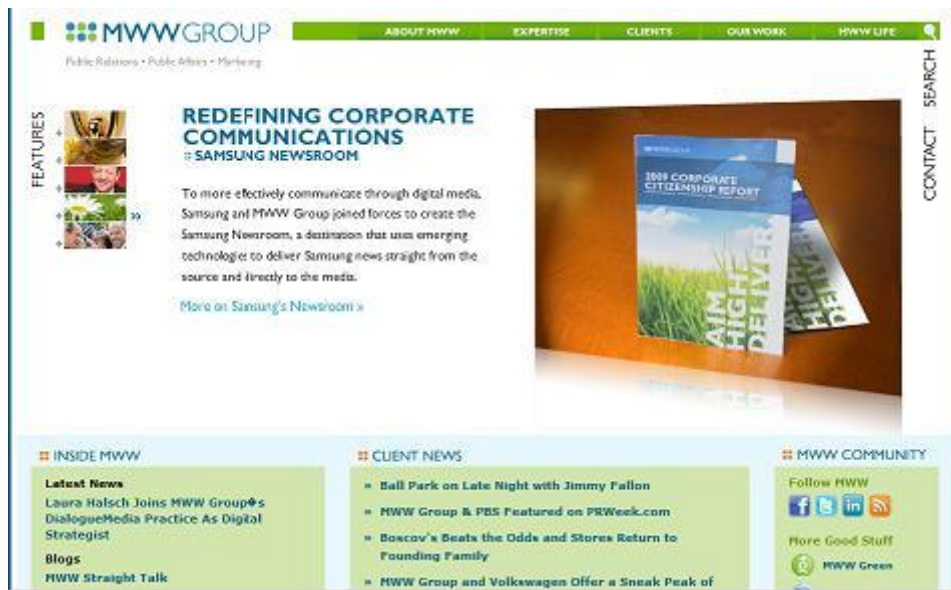 MWWGROUP
ABOUT MWW EXPERTISE CLIENTS OUR WORK MWW LIFE
Public Relations • Public Affairs • Marketing
SEARCH
CONTACT
FEATURES
REDEFINING CORPORATE
COMMUNICATIONS
SAMSUNG NEWSROOM
To more effectively communicate through digital media,
Samsung and MWW Group joined forces to create the
Samsung Newsroom, a destination that uses emerging
technologies to deliver Samsung news straight from the
source and directly to the media.
More on Samsung's Newsroom »
2009 CORPORATE
CITIZENSHIP REPORT
AIM
HIGH
DELIVER
INSIDE MWW
Latest News
Laura Halsch Joins MWW Group�s
DialogueMedia Practice As Digital
Strategist
Blogs
MWW Straight Talk
CLIENT NEWS
» Ball Park on Late Night with Jimmy Fallon
» MWW Group & PBS Featured on PRWeek.com
» Boscov's Beats the Odds and Stores Return to
Founding Family
» MWW Group and Volkswagen Offer a Sneak Peak of
MWW COMMUNITY
Follow MWW
More Good Stuff
MWW Green